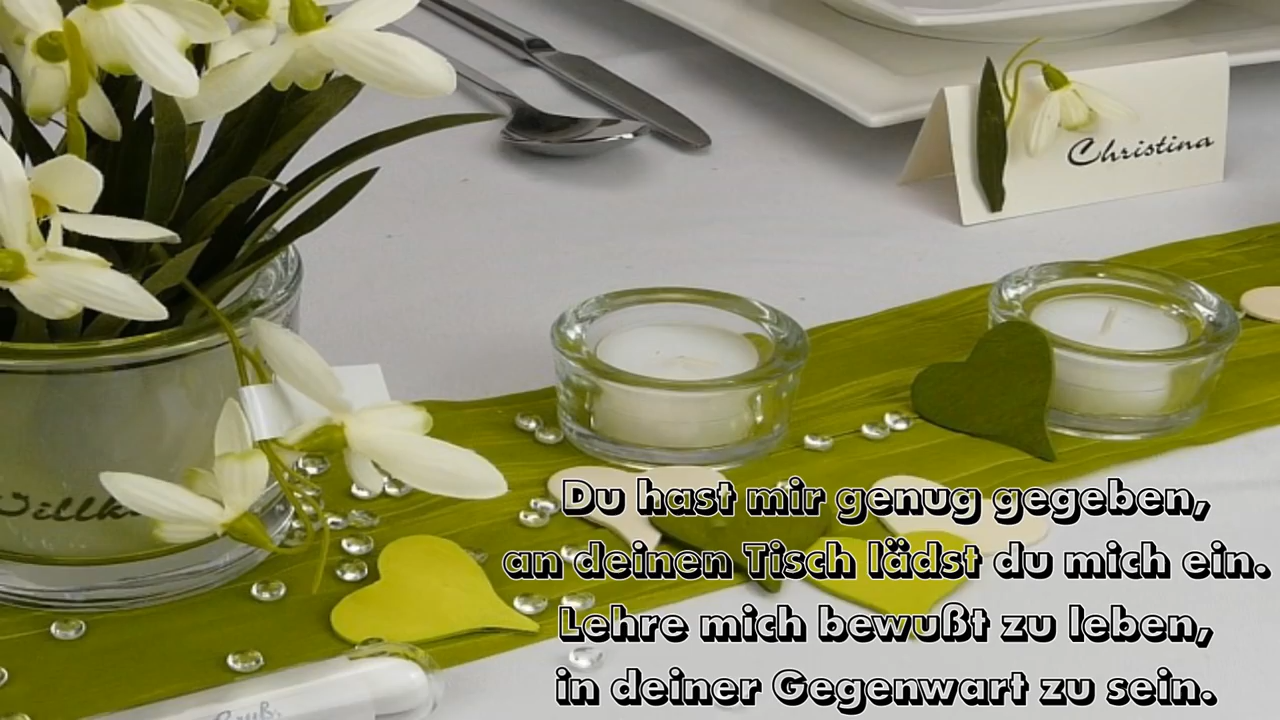 Christina
Du hast mir genug gegeben,
an deinen Tisch lädst du mich ein.
Lehre mich bewußt zu leben,
in deiner Gegenwart zu sein.